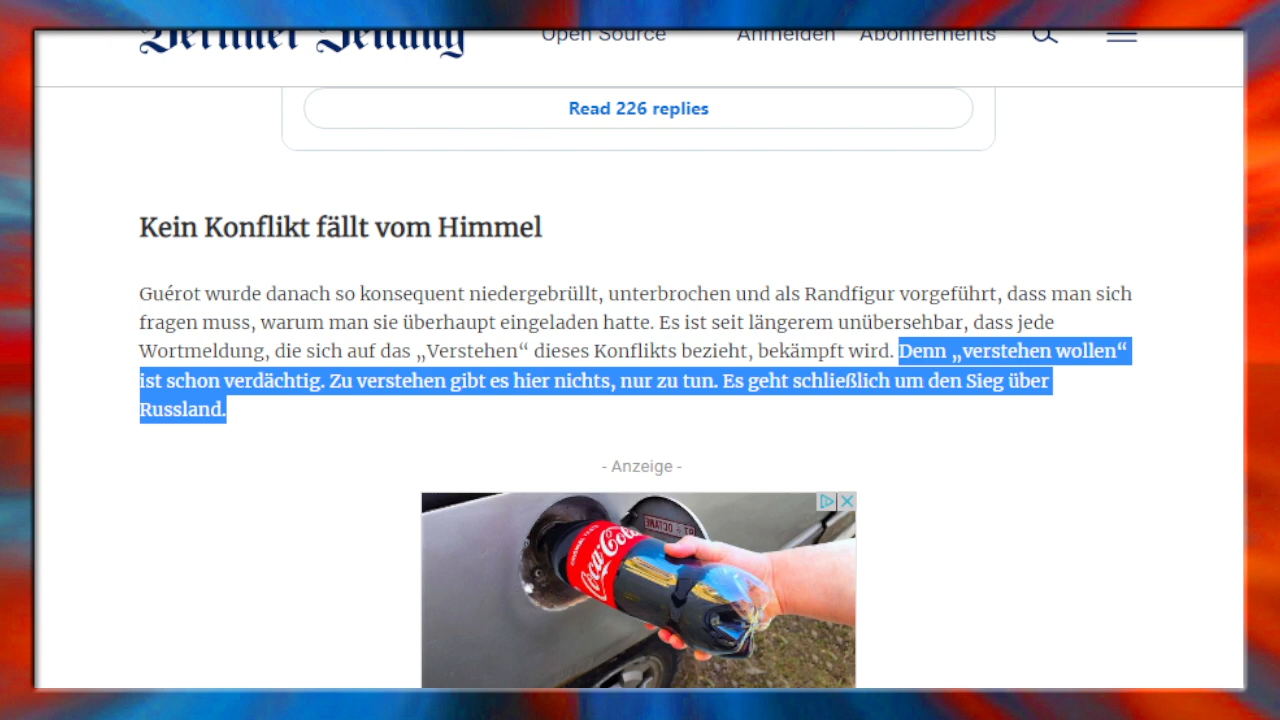 Berliner Zeitung
Open Source Anmelden Abonnements
Read 226 replies
Kein Konflikt fällt vom Himmel
Guérot wurde danach so konsequent niedergebrüllt, unterbrochen und als Randfigur vorgeführt, dass man sich
fragen muss, warum man sie überhaupt eingeladen hatte. Es ist seit längerem unübersehbar, dass jede
Wortmeldung, die sich auf das „Verstehen“ dieses Konflikts bezieht, bekämpft wird. Denn „verstehen wollen“
ist schon verdächtig. Zu verstehen gibt es hier nichts, nur zu tun. Es geht schließlich um den Sieg über
Russland.
- Anzeige -
Coca-Cola